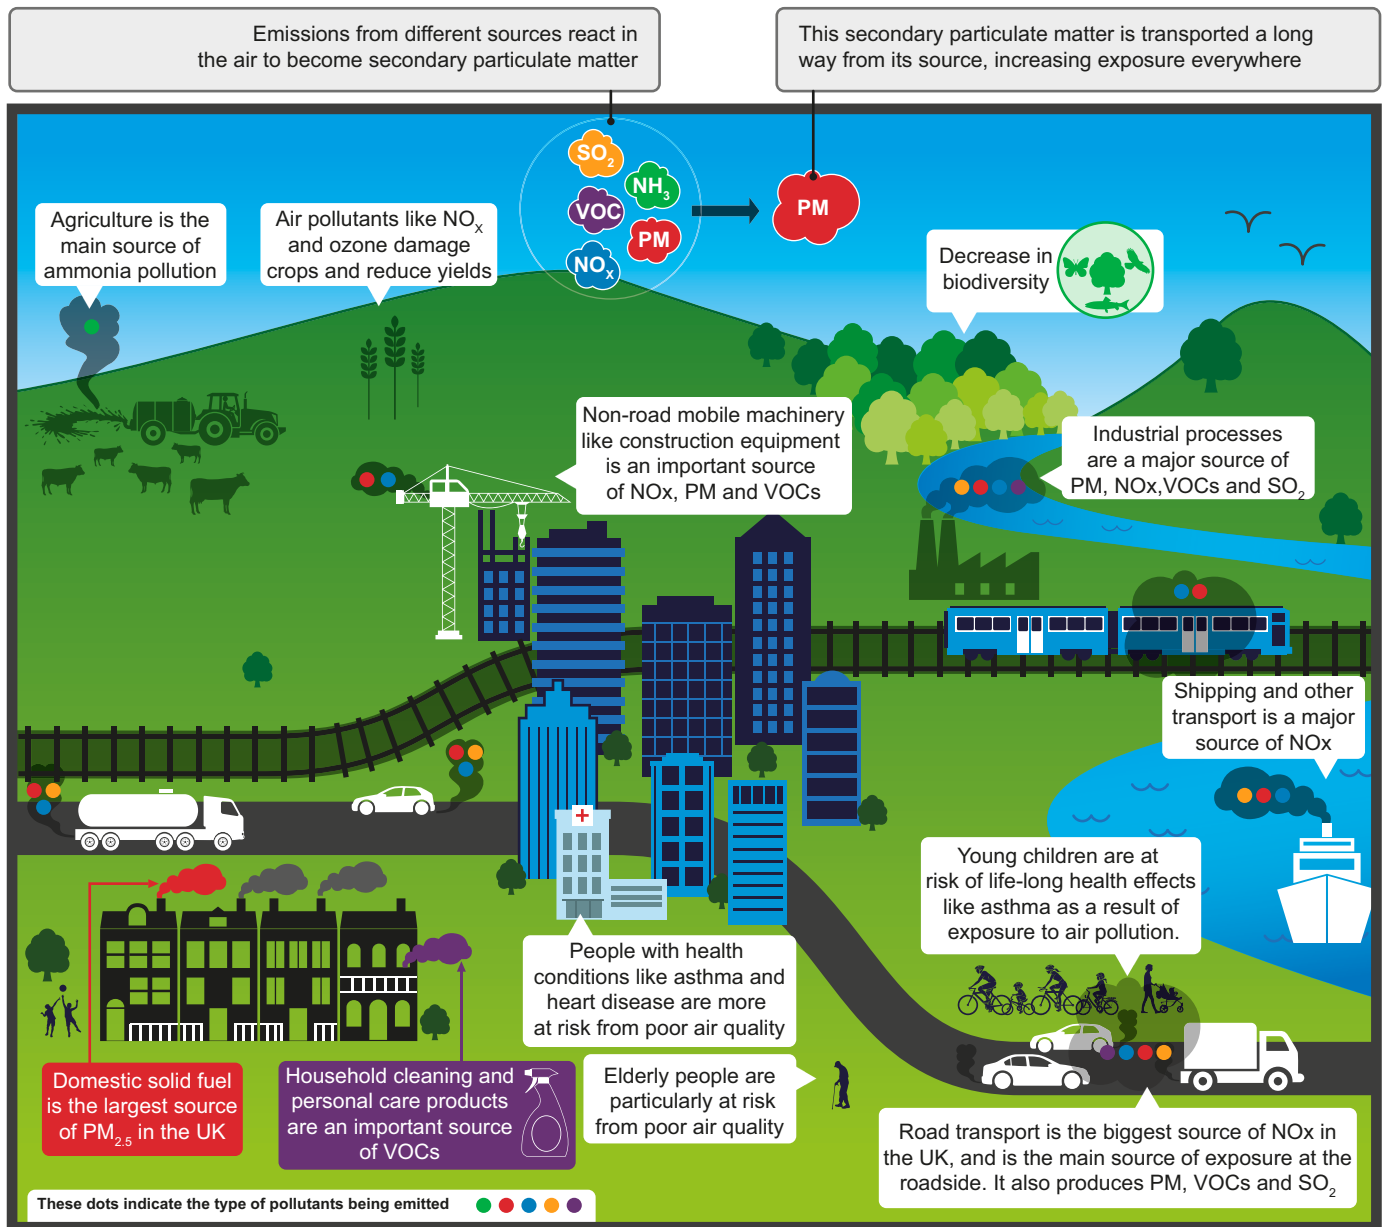 Emissions from different sources react in
the air to become secondary particulate matter
This secondary particulate matter is transported a long
way from its source, increasing exposure everywhere
SO2
NH3
VOC
PM
NOx
PM
Agriculture is the
main source of
ammonia pollution
Air pollutants like NOx
and ozone damage
crops and reduce yields
Decrease in
biodiversity
Non-road mobile machinery
like construction equipment
is an important source
of NOx, PM and VOCs
Industrial processes
are a major source of
PM, NOx,VOCs and SO2
Shipping and other
transport is a major
source of NOx
Young children are at
risk of life-long health effects
like asthma as a result of
exposure to air pollution.
People with health
conditions like asthma and
heart disease are more
at risk from poor air quality
Domestic solid fuel
is the largest source
of PM2.5 in the UK
Household cleaning and
personal care products
are an important source
of VOCs
Elderly people are
particularly at risk
from poor air quality
Road transport is the biggest source of NOx in
the UK, and is the main source of exposure at the
roadside. It also produces PM, VOCs and SO2
These dots indicate the type of pollutants being emitted